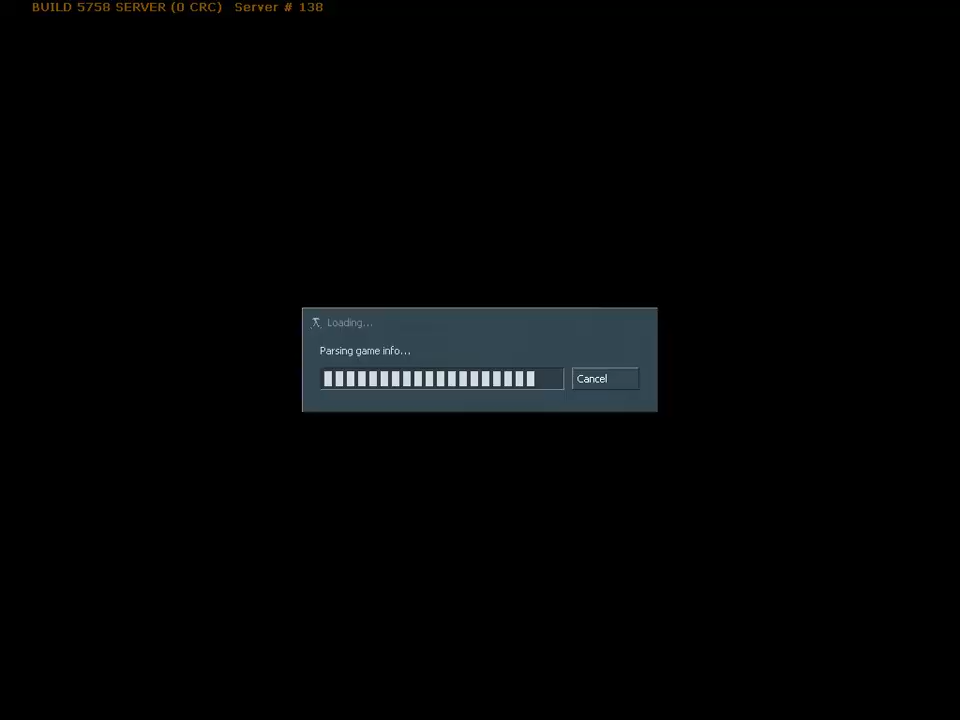 BUILD 5758 SERVER (0 CRC)  Server # 138
Loading...
Parsing game info...
Cancel